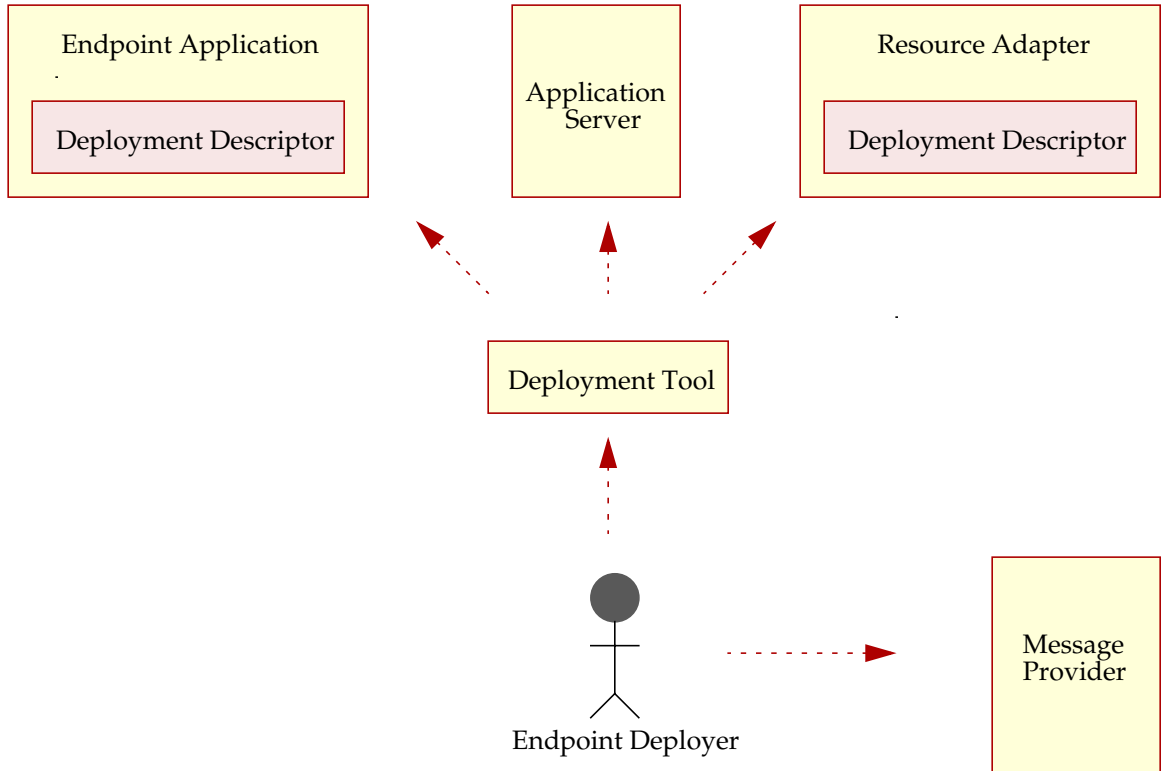 Endpoint Application
Resource Adapter
Application
Server
Deployment Descriptor
Deployment Descriptor
Deployment Tool
Message
Provider
Endpoint Deployer